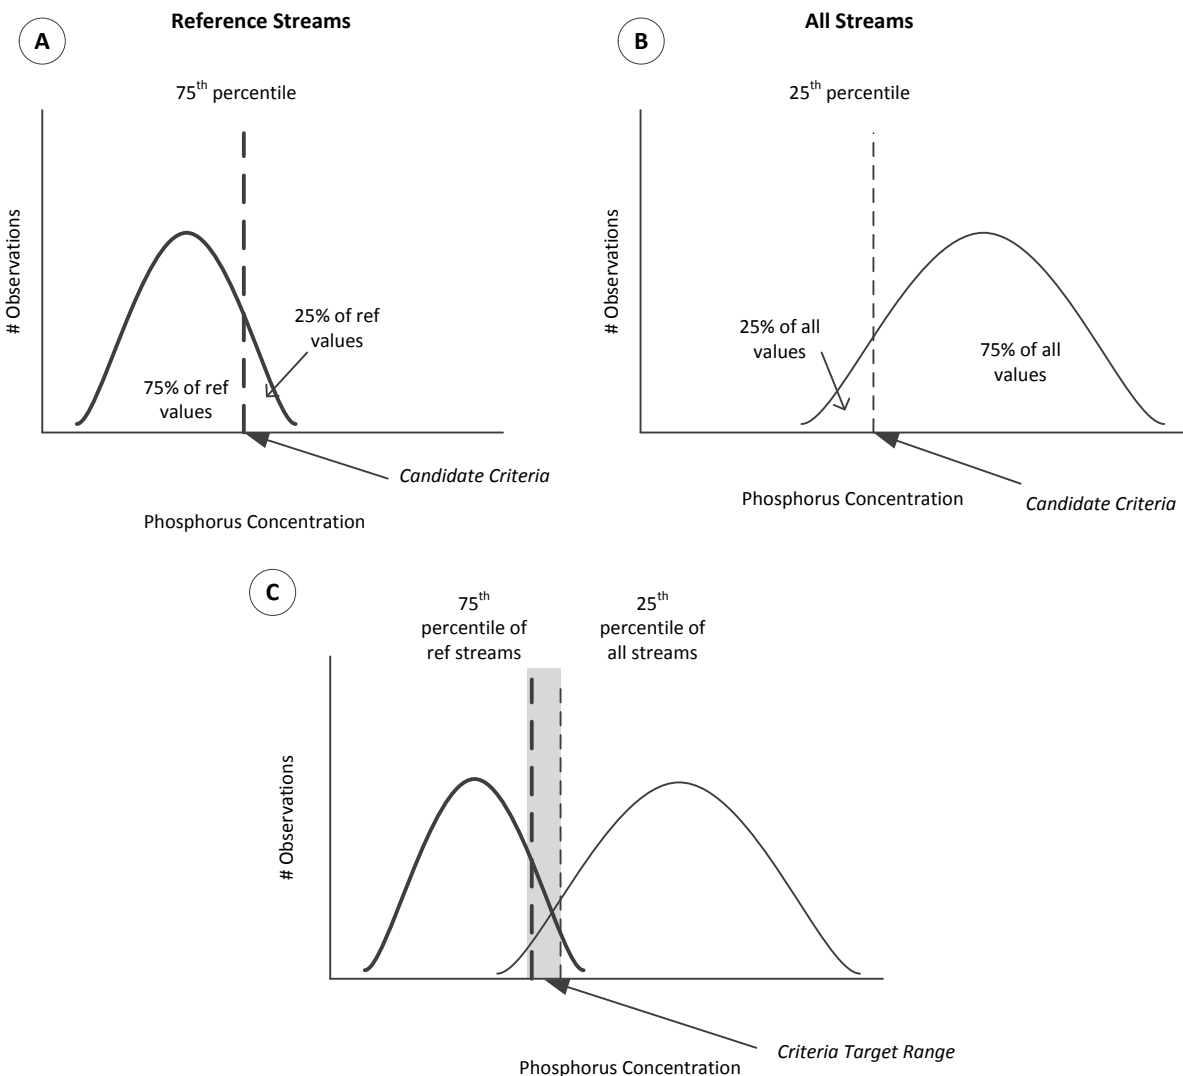 Reference Streams
A
75th percentile
# Observations
25% of ref
values
75% of ref
values
Candidate Criteria
Phosphorus Concentration
All Streams
B
25th percentile
# Observations
25% of all
values
75% of all
values
Phosphorus Concentration
Candidate Criteria
C
75th
percentile of
ref streams
25th
percentile of
all streams
# Observations
Criteria Target Range
Phosphorus Concentration